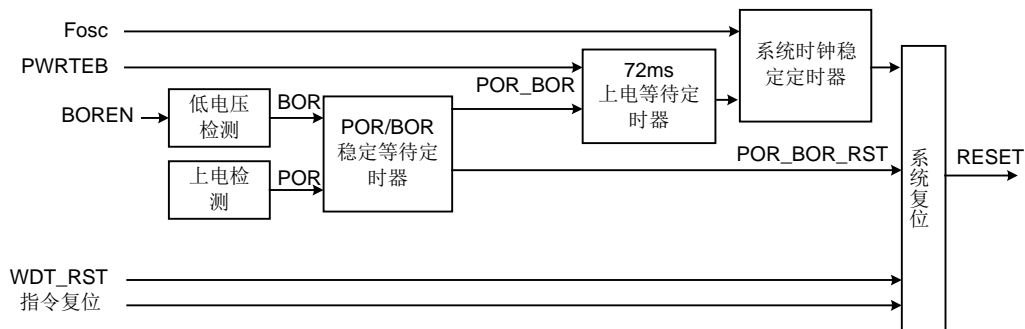 Fosc
PWRTEB
BOREN
低电压
检测
BOR
上电检
测
POR
POR/BOR
稳定等待定
时器
POR_BOR
72ms
上电等待定
时器
系统时钟稳
定定时器
POR_BOR_RST
系统复位
RESET
WDT_RST
指令复位